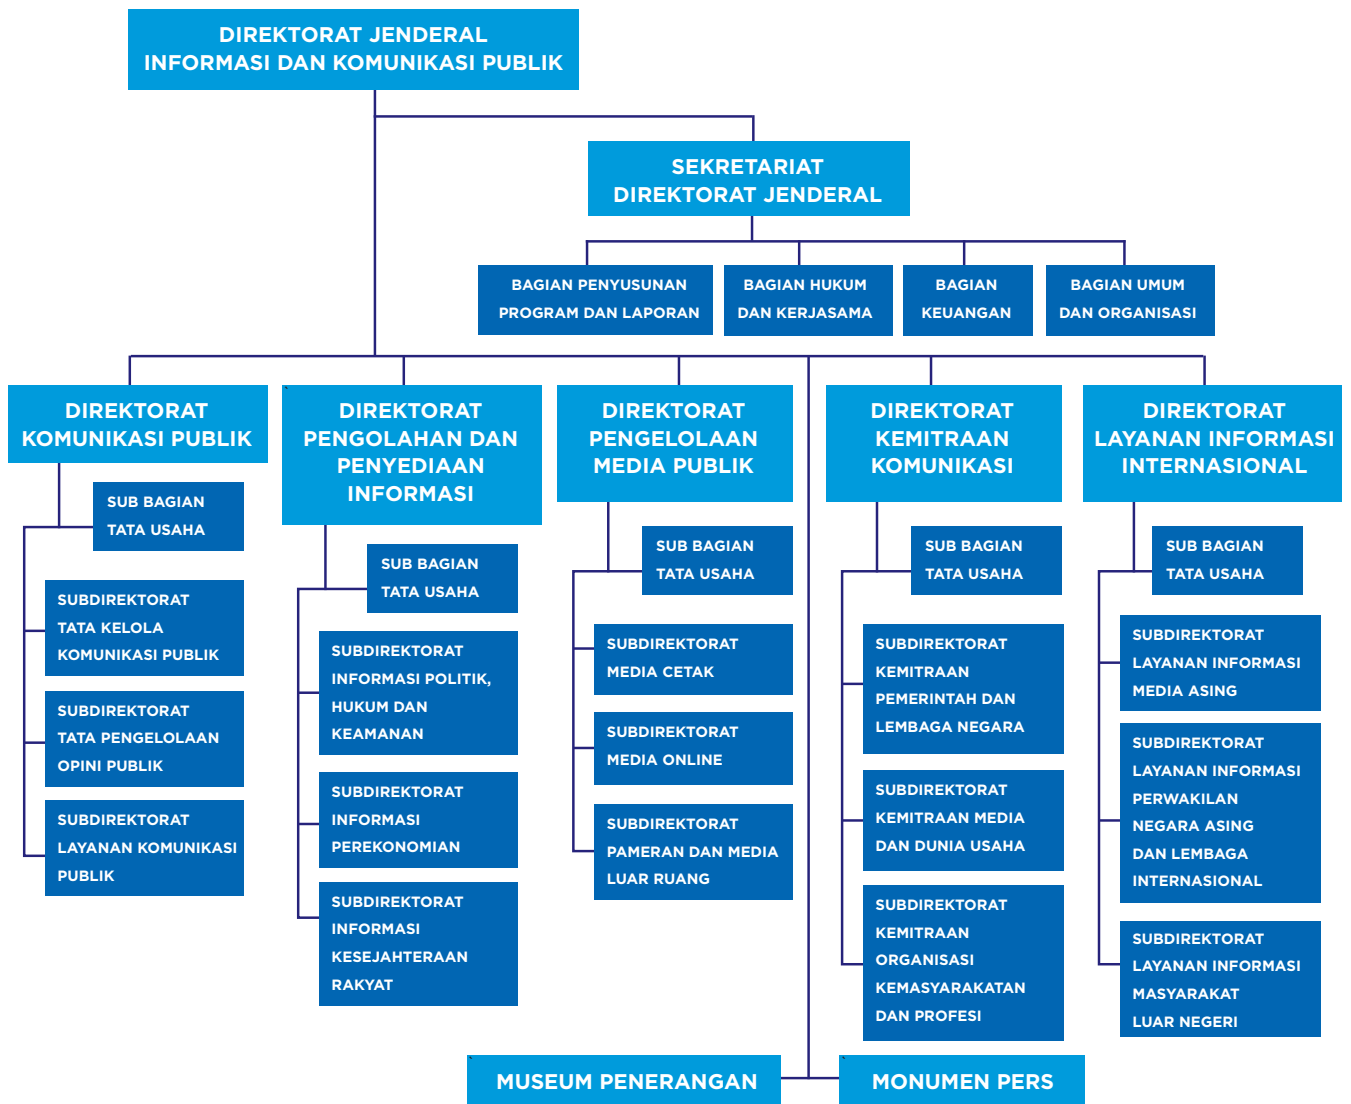 DIREKTORAT JENDERAL
INFORMASI DAN KOMUNIKASI PUBLIK
SEKRETARIAT
DIREKTORAT JENDERAL
BAGIAN PENYUSUNAN
PROGRAM DAN LAPORAN
BAGIAN HUKUM
DAN KERJASAMA
BAGIAN
KEUANGAN
BAGIAN UMUM
DAN ORGANISASI
DIREKTORAT
KOMUNIKASI PUBLIK
SUB BAGIAN
TATA USAHA
SUBDIREKTORAT
TATA KELOLA
KOMUNIKASI PUBLIK
SUBDIREKTORAT
TATA PENGELOLAAN
OPINI PUBLIK
SUBDIREKTORAT
LAYANAN KOMUNIKASI
PUBLIK
DIREKTORAT
PENGOLAHAN DAN
PENYEDIAAN
INFORMASI
SUB BAGIAN
TATA USAHA
SUBDIREKTORAT
INFORMASI POLITIK,
HUKUM DAN
KEAMANAN
SUBDIREKTORAT
INFORMASI
PEREKONOMIAN
SUBDIREKTORAT
INFORMASI
KESEJAHTERAAN
RAKYAT
DIREKTORAT
PENGELOLAAN
MEDIA PUBLIK
SUB BAGIAN
TATA USAHA
SUBDIREKTORAT
MEDIA CETAK
SUBDIREKTORAT
MEDIA ONLINE
SUBDIREKTORAT
PAMERAN DAN MEDIA
LUAR RUANG
DIREKTORAT
KEMITRAAN
KOMUNIKASI
SUB BAGIAN
TATA USAHA
SUBDIREKTORAT
KEMITRAAN
PEMERINTAH DAN
LEMBAGA NEGARA
SUBDIREKTORAT
KEMITRAAN MEDIA
DAN DUNIA USAHA
SUBDIREKTORAT
KEMITRAAN
ORGANISASI
KEMASYARAKATAN
DAN PROFESI
DIREKTORAT
LAYANAN INFORMASI
INTERNASIONAL
SUB BAGIAN
TATA USAHA
SUBDIREKTORAT
LAYANAN INFORMASI
MEDIA ASING
SUBDIREKTORAT
LAYANAN INFORMASI
PERWAKILAN
NEGARA ASING
DAN LEMBAGA
INTERNASIONAL
SUBDIREKTORAT
LAYANAN INFORMASI
MASYARAKAT
LUAR NEGERI
MUSEUM PENERANGAN
MONUMEN PERS